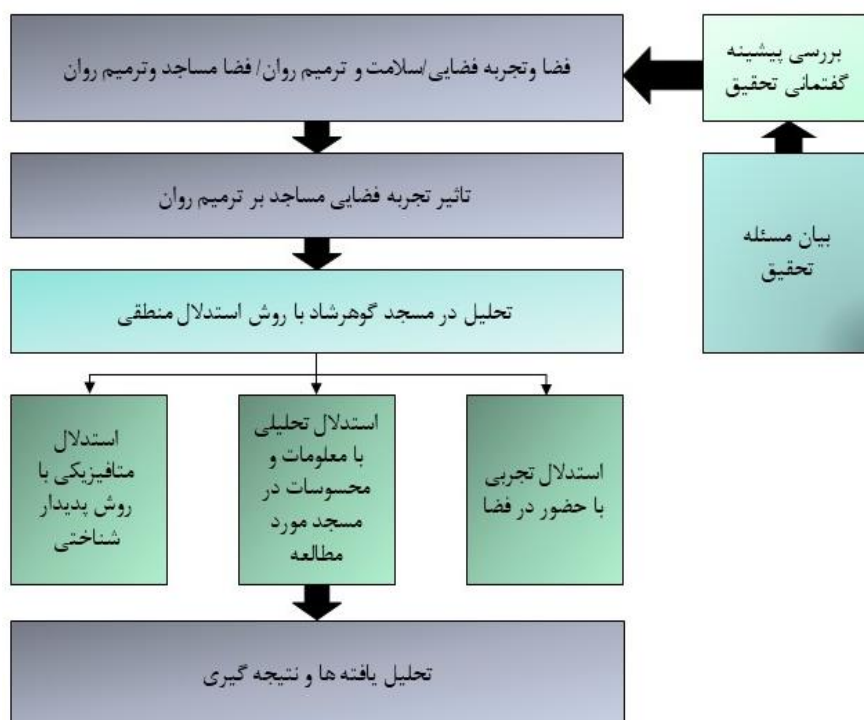 بررسی پیشینه
گفتمانی تحقیق
فضا وتجربه فضایی/سلامت و ترمیم روان/ فضا مساجد وترمیم روان
بیان مسئله
تحقیق
تاثیر تجربه فضایی مساجد بر ترمیم روان
تحلیل در مسجد گوهرشاد با روش استدلال منطقی
استدلال تجربی
با حضور در فضا
استدلال تحلیلی
با معلومات و
محسوسات در
مسجد مورد
مطالعه
استدلال
متافیزیکی با
روش پدیدار
شناختی
تحلیل یافته ها و نتیجه گیری